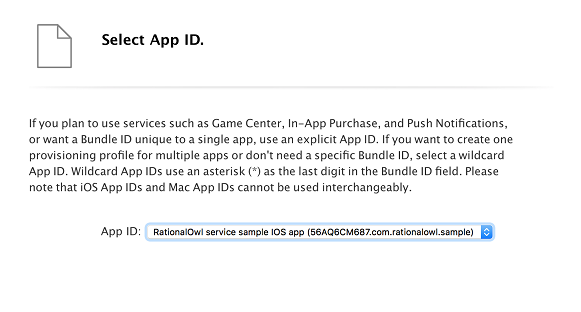 Select App ID.
If you plan to use services such as Game Center, In-App Purchase, and Push Notifications,
or want a Bundle ID unique to a single app, use an explicit App ID. If you want to create one
provisioning profile for multiple apps or don't need a specific Bundle ID, select a wildcard
App ID. Wildcard App IDs use an asterisk (*) as the last digit in the Bundle ID field. Please
note that iOS App IDs and Mac App IDs cannot be used interchangeably.
App ID: RationalOwl service sample IOS app (56AQ6CM687.com.rationalowl.sample)